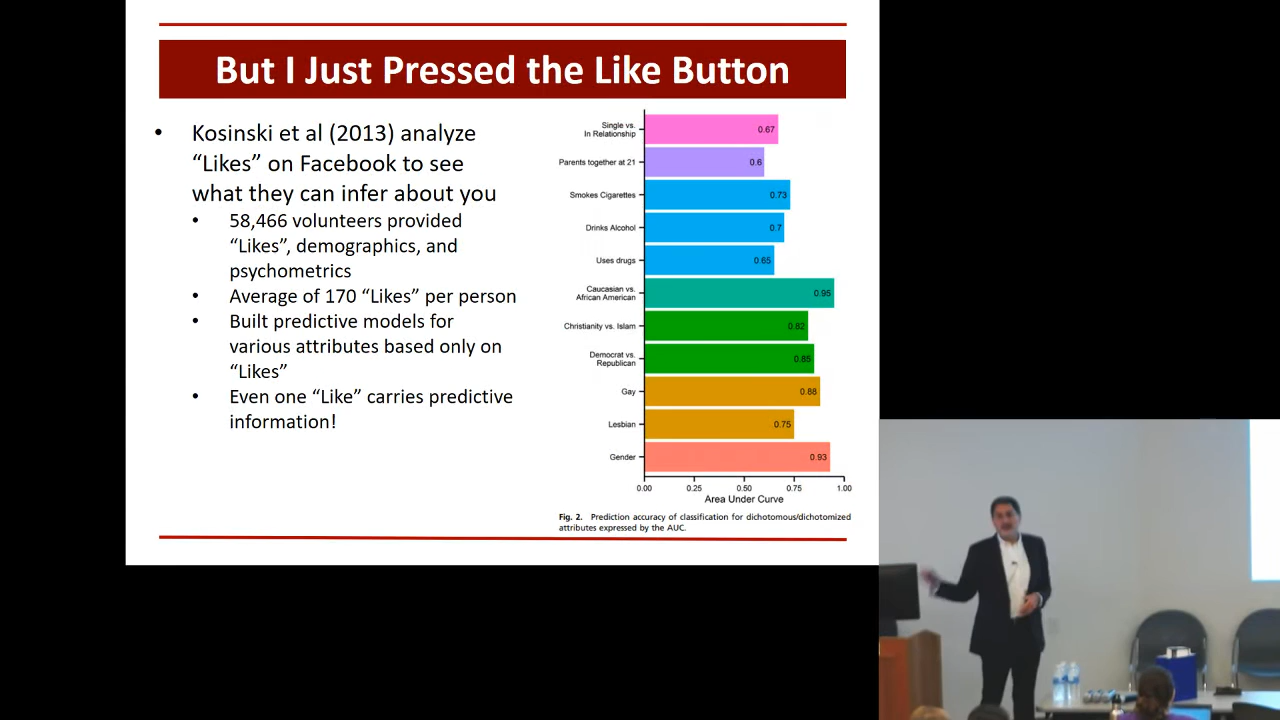 But I Just Pressed the Like Button
• Kosinski et al (2013) analyze
“Likes” on Facebook to see
what they can infer about you
• 58,466 volunteers provided
“Likes”, demographics, and
psychometrics
• Average of 170 “Likes” per person
• Built predictive models for
various attributes based only on
“Likes”
• Even one “Like” carries predictive
information!
Single vs.
In Relationship
0.67
Parents together at 21
0.6
Smokes Cigarettes
0.73
Drinks Alcohol
0.7
Uses drugs
0.65
Caucasian vs.
African American
0.95
Christianity vs. Islam
0.82
Democrat vs.
Republican
0.85
Gay
0.88
Lesbian
0.75
Gender
0.93
0.00 0.25 0.50 0.75 1.00
Area Under Curve
Fig. 2. Prediction accuracy of classification for dichotomous/dichotomized
attributes expressed by the AUC.